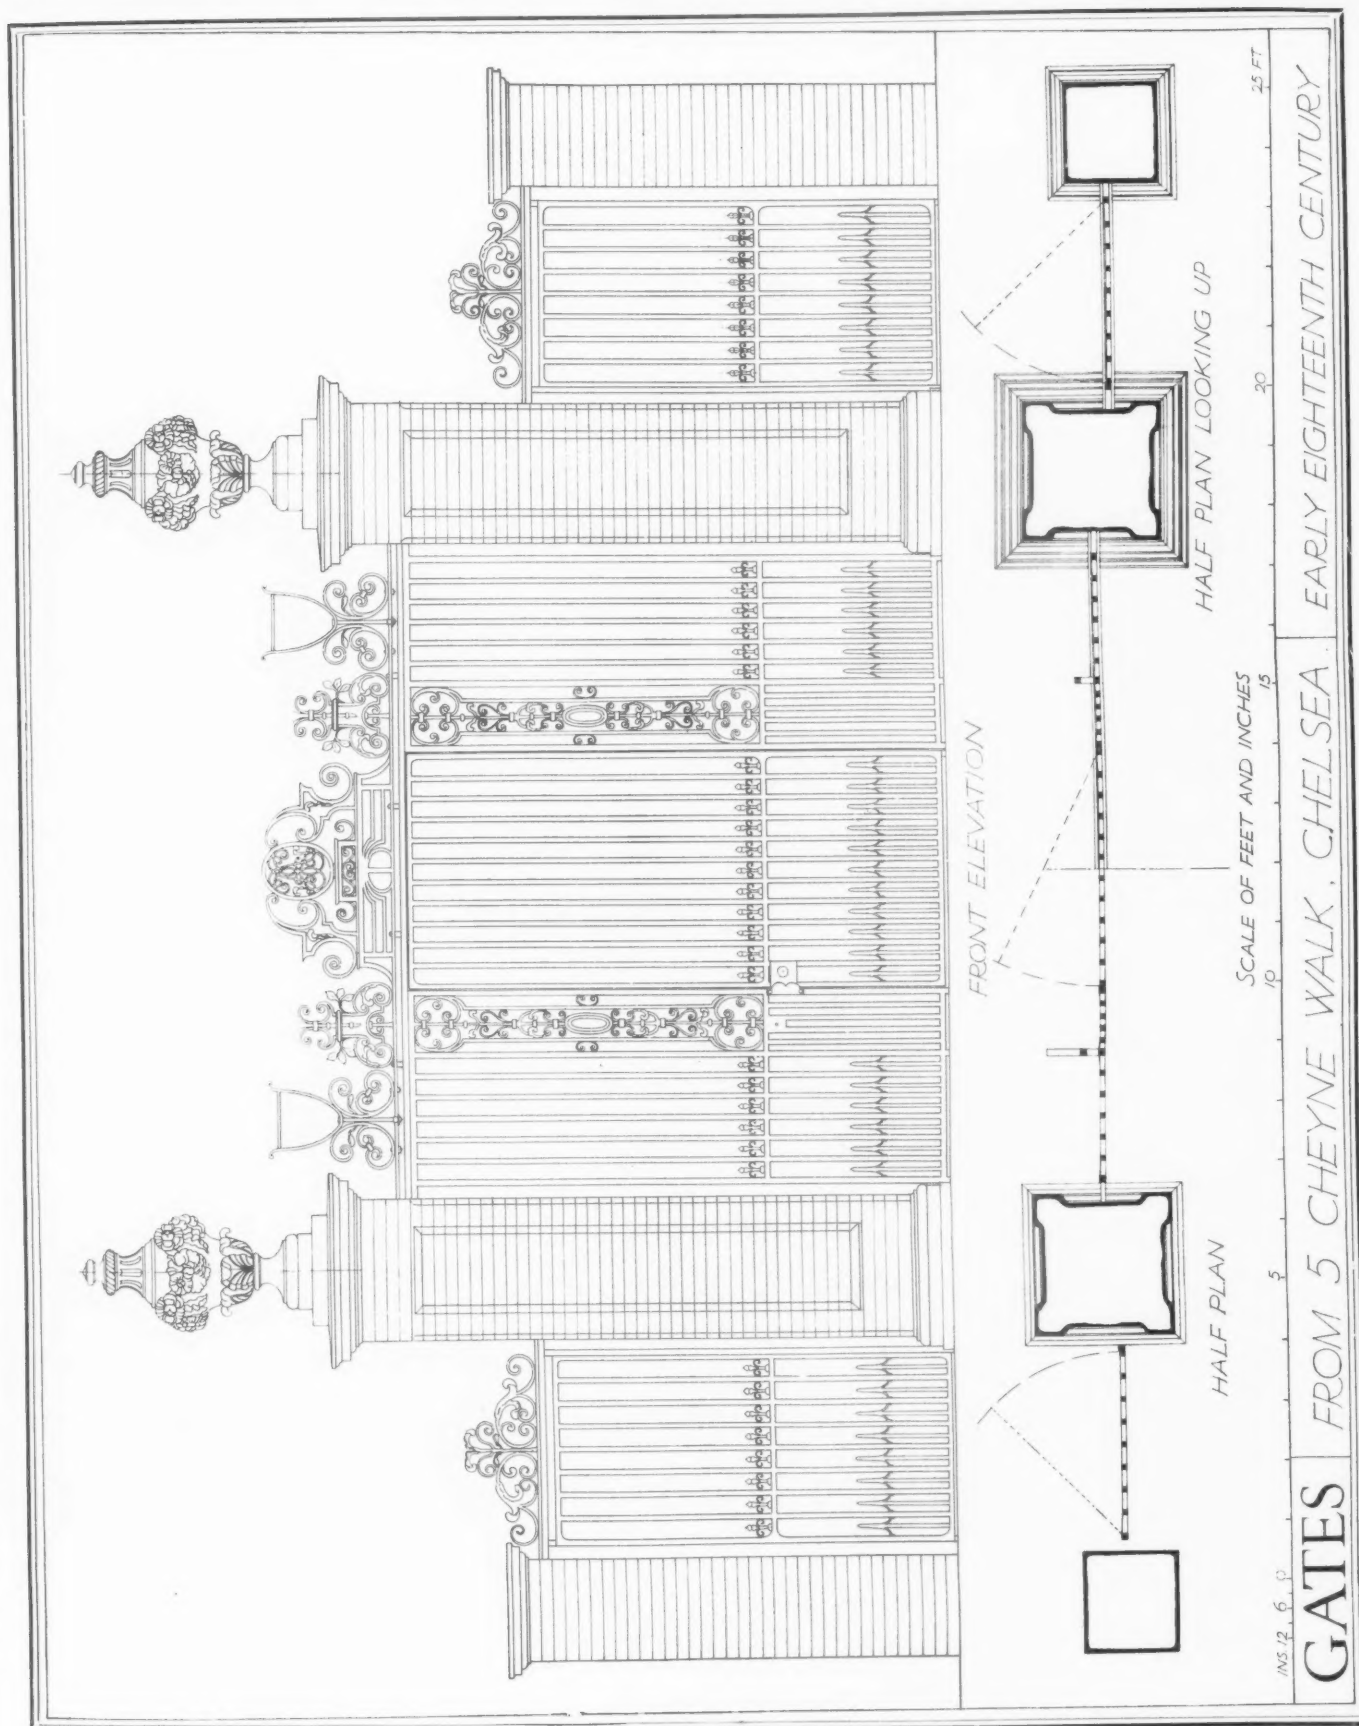 FRONT ELEVATION
HALF PLAN
HALF PLAN LOOKING UP
SCALE OF FEET AND INCHES
INS. 12 6 0 5 10 15 20 25 FT
GATES FROM 5 CHEYNE WALK, CHELSEA. EARLY EIGHTEENTH CENTURY